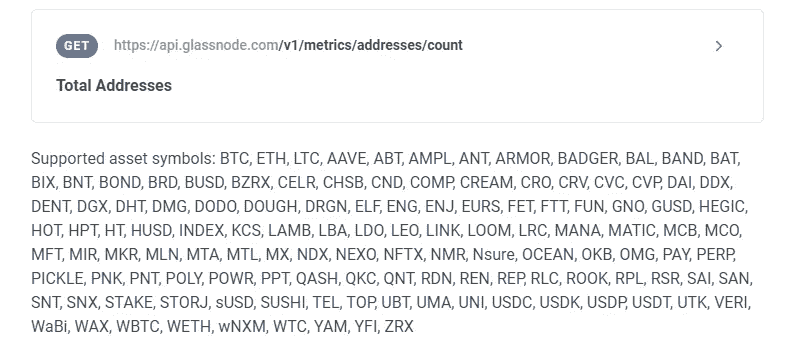 GET https://api.glassnode.com/v1/metrics/addresses/count
Total Addresses
Supported asset symbols: BTC, ETH, LTC, AAVE, ABT, AMPL, ANT, ARMOR, BADGER, BAL, BAND, BAT,
BIX, BNT, BOND, BRD, BUSD, BZRX, CELR, CHSB, CND, COMP, CREAM, CRO, CRV, CVC, CVP, DAI, DDX,
DENT, DGX, DHT, DMG, DODO, DOUGH, DRGN, ELF, ENG, ENJ, EURS, FET, FTT, FUN, GNO, GUSD, HEGIC,
HOT, HPT, HT, HUSD, INDEX, KCS, LAMB, LBA, LDO, LEO, LINK, LOOM, LRC, MANA, MATIC, MCB, MCO,
MFT, MIR, MKR, MLN, MTA, MTL, MX, NDX, NEXO, NFTX, NMR, Nsure, OCEAN, OKB, OMG, PAY, PERP,
PICKLE, PNK, PNT, POLY, POWR, PPT, QASH, QKC, QNT, RDN, REN, REP, RLC, ROOK, RPL, RSR, SAI, SAN,
SNT, SNX, STAKE, STORJ, sUSD, SUSHI, TEL, TOP, UBT, UMA, UNI, USDC, USDK, USDP, USDT, UTK, VERI,
WaBi, WAX, WBTC, WETH, wNXM, WTC, YAM, YFI, ZRX